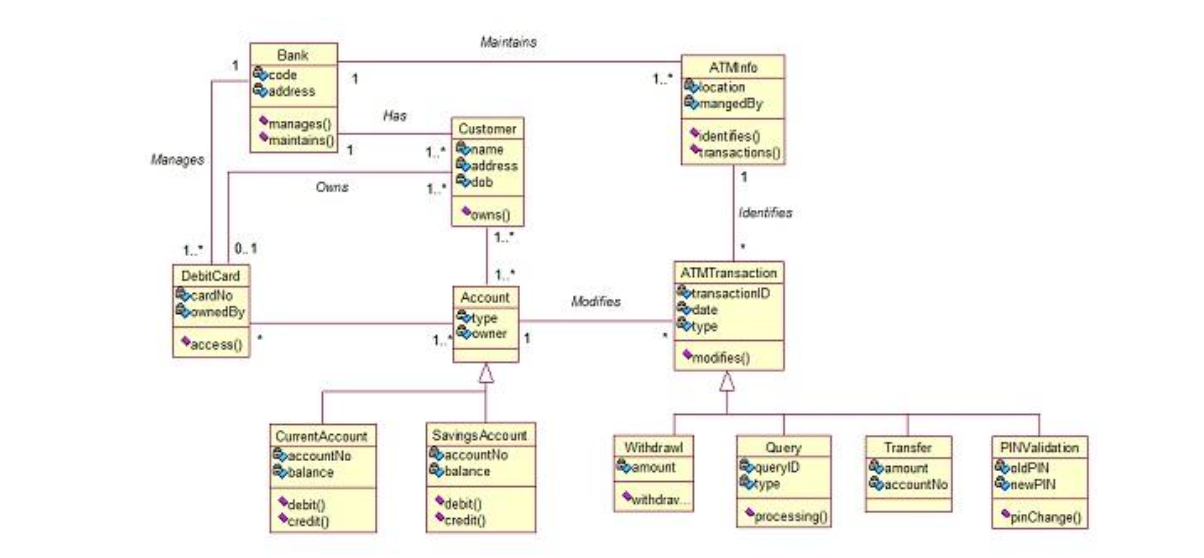 Bank
code
address
manages()
maintains()
Maintains
1
1
1..*
ATMInfo
location
mangedBy
identifies()
transactions()
Has
1
1..*
Customer
name
address
dob
owns()
Manages
Owns
1..*
1..*
0..1
1
Identifies
*
1..*
1..*
DebitCard
cardNo
ownedBy
access()
*
1..*
Account
type
owner
Modifies
1
*
ATMTransaction
transactionID
date
type
modifies()
CurrentAccount
accountNo
balance
debit()
credit()
SavingsAccount
accountNo
balance
debit()
credit()
Withdrawl
amount
withdrav...
Query
queryID
type
processing()
Transfer
amount
accountNo
PINValidation
oldPIN
newPIN
pinChange()